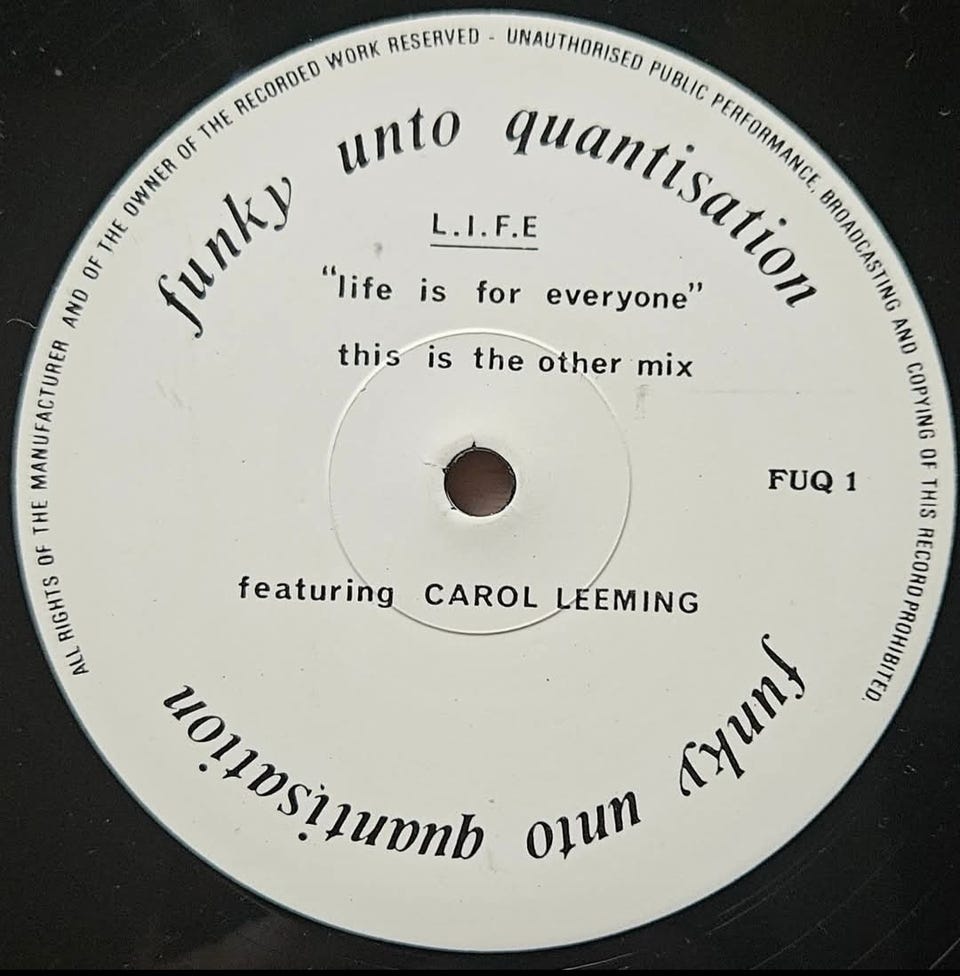 ALL RIGHTS OF THE MANUFACTURER AND OF THE OWNER OF THE RECORDED WORK RESERVED - UNAUTHORISED PUBLIC PERFORMANCE, BROADCASTING AND COPYING OF THIS RECORD PROHIBITED.
funky unto quantisation
L.I.F.E
"life is for everyone"
this is the other mix
FUQ 1
featuring CAROL LEEMING
funky unto quantisation